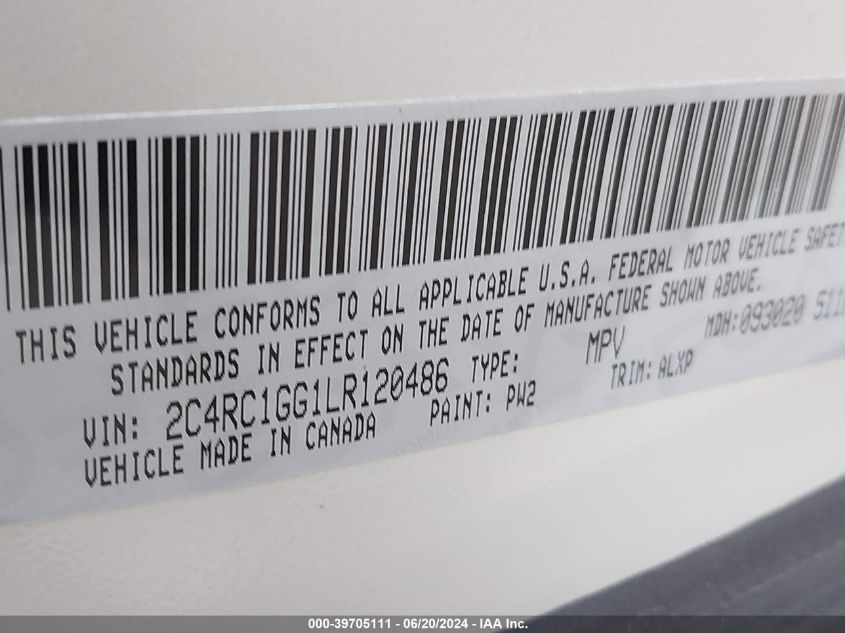 THIS VEHICLE CONFORMS TO ALL APPLICABLE U.S.A. FEDERAL MOTOR VEHICLE SAFET
STANDARDS IN EFFECT ON THE DATE OF MANUFACTURE SHOWN ABOVE.
VIN: 2C4RC1GG1LR120486 TYPE: MPV MDH:093020 511
VEHICLE MADE IN CANADA PAINT: PW2 TRIM: ALXP
000-39705111 - 06/20/2024 - IAA Inc.